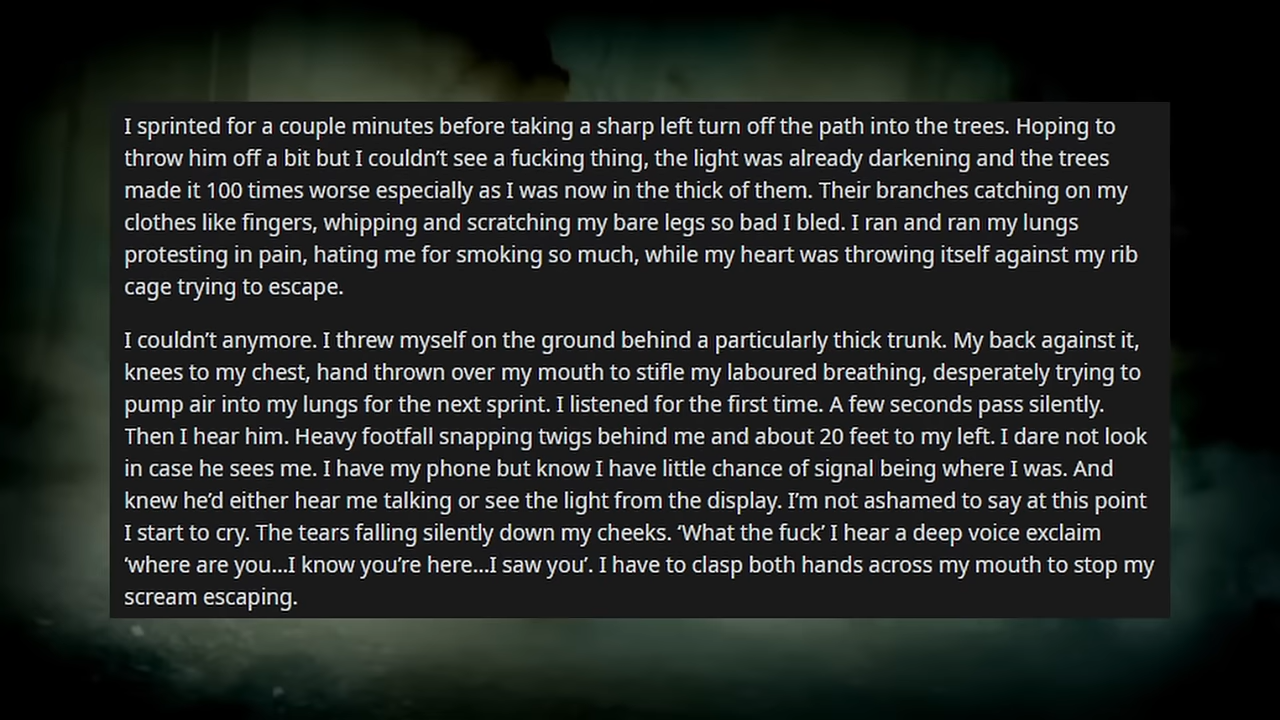 I sprinted for a couple minutes before taking a sharp left turn off the path into the trees. Hoping to
throw him off a bit but I couldn’t see a fucking thing, the light was already darkening and the trees
made it 100 times worse especially as I was now in the thick of them. Their branches catching on my
clothes like fingers, whipping and scratching my bare legs so bad I bled. I ran and ran my lungs
protesting in pain, hating me for smoking so much, while my heart was throwing itself against my rib
cage trying to escape.
I couldn’t anymore. I threw myself on the ground behind a particularly thick trunk. My back against it,
knees to my chest, hand thrown over my mouth to stifle my laboured breathing, desperately trying to
pump air into my lungs for the next sprint. I listened for the first time. A few seconds pass silently.
Then I hear him. Heavy footfall snapping twigs behind me and about 20 feet to my left. I dare not look
in case he sees me. I have my phone but know I have little chance of signal being where I was. And
knew he’d either hear me talking or see the light from the display. I’m not ashamed to say at this point
I start to cry. The tears falling silently down my cheeks. ‘What the fuck’ I hear a deep voice exclaim
‘where are you...I know you’re here...I saw you’. I have to clasp both hands across my mouth to stop my
scream escaping.